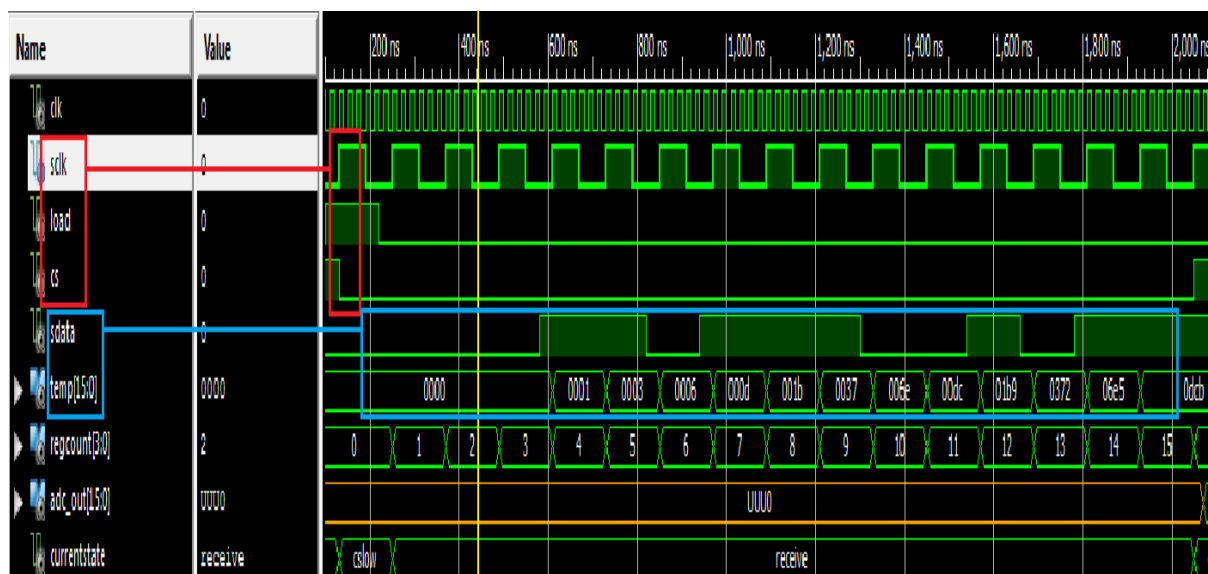 Name Value 200 ns 400 ns 600 ns 800 ns 1,000 ns 1,200 ns 1,400 ns 1,600 ns 1,800 ns 2,000 ns
clk 0
sclk 0
load 0
cs 0
sdata 0
temp[15:0] 0000 0000 0001 0003 0006 000d 001b 0037 006e 00dc 01b9 0372 06e5 0dcb
regcount[3:0] 2 0 1 2 3 4 5 6 7 8 9 10 11 12 13 14 15
adc_out[15:0] UUU0 UUU0
currentstate receive cslow receive